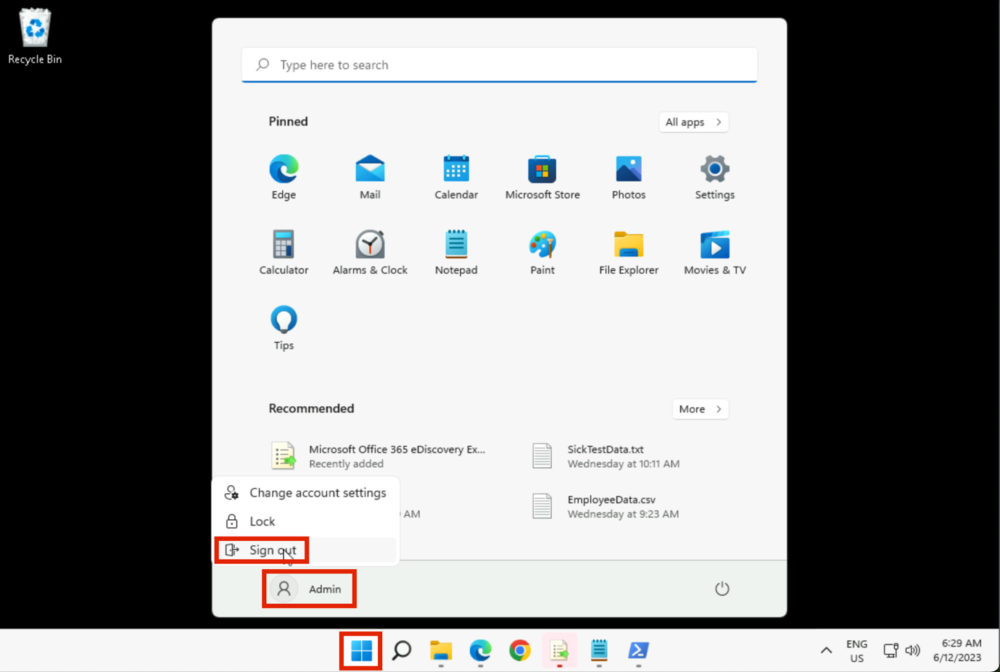 Recycle Bin
Type here to search
Pinned
All apps
Edge
Mail
Calendar
Microsoft Store
Photos
Settings
Calculator
Alarms & Clock
Notepad
Paint
File Explorer
Movies & TV
Tips
Recommended
More
Microsoft Office 365 eDiscovery Ex...
Recently added
SickTestData.txt
Wednesday at 10:11 AM
AM
EmployeeData.csv
Wednesday at 9:23 AM
Change account settings
Lock
Sign out
Admin
ENG
US
6:29 AM
6/12/2023